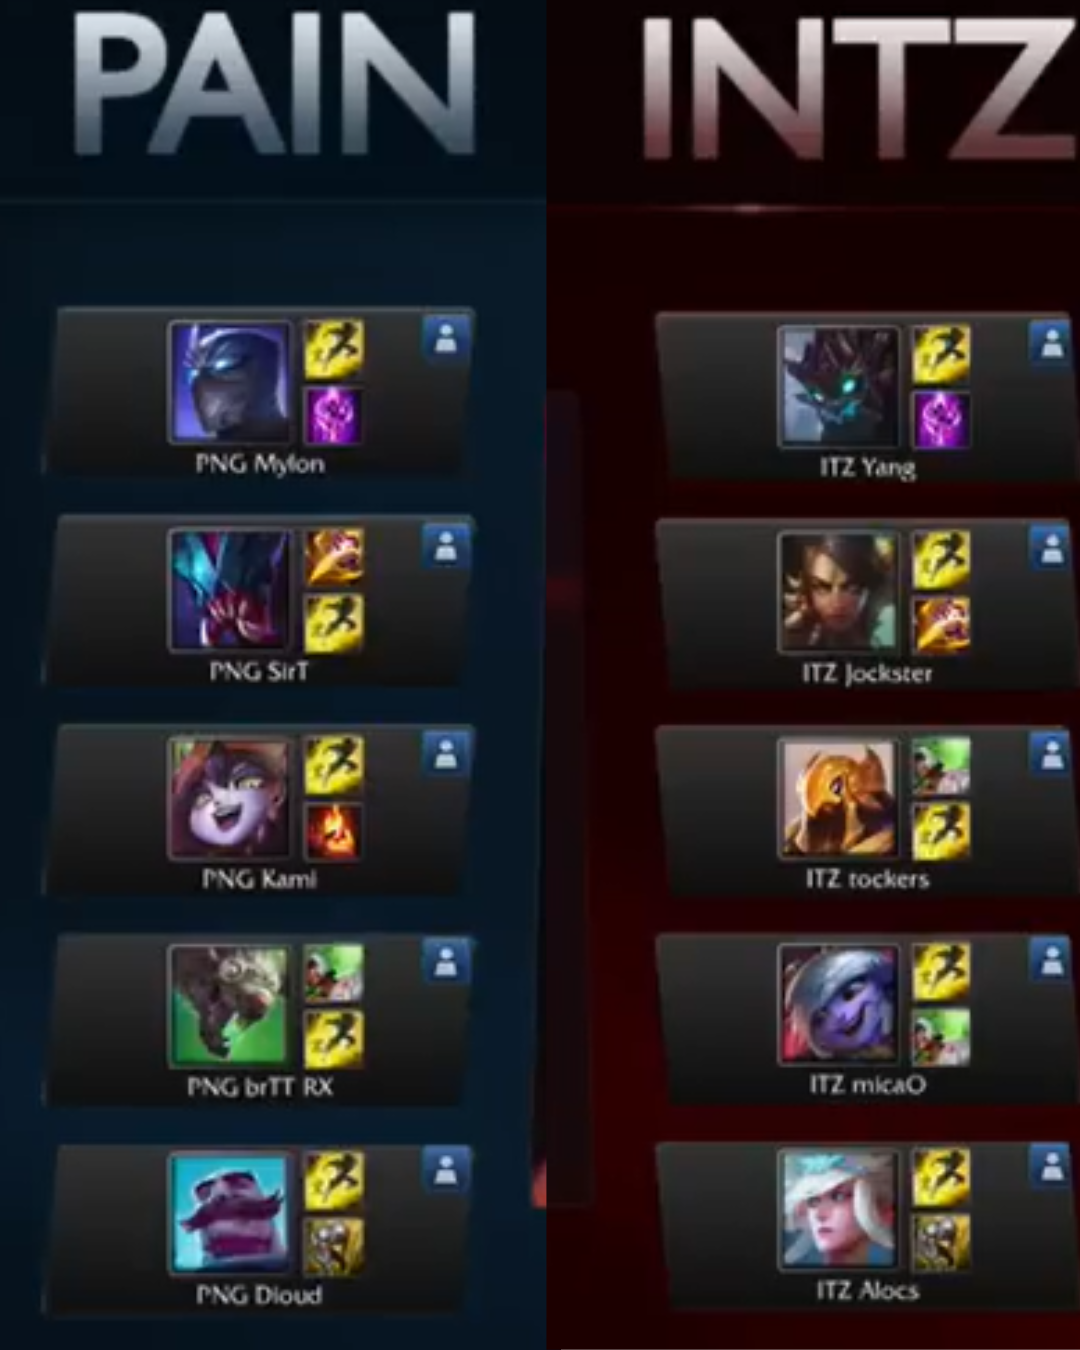 PAIN
INTZ
PNG Mylon
ITZ Yang
PNG SirT
ITZ Jockster
PNG Kami
ITZ tockers
PNG brTT RX
ITZ micaO
PNG Dioud
ITZ Alocs